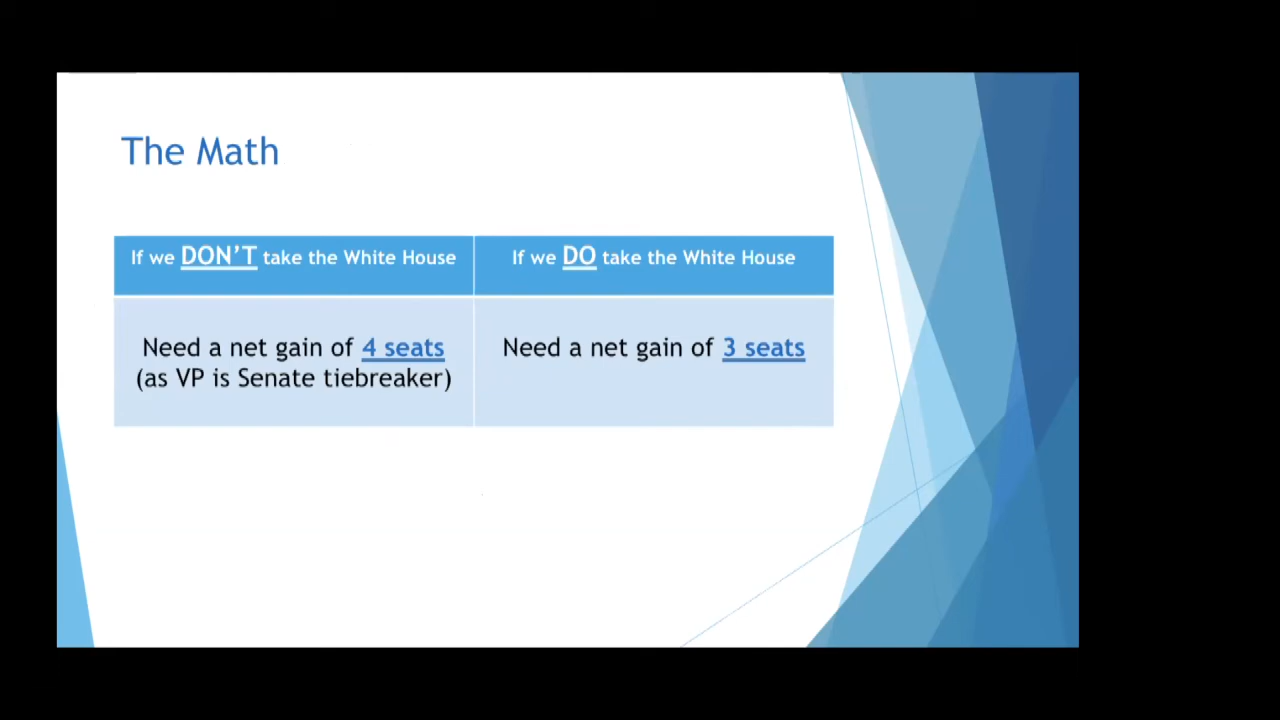 The Math
If we DON'T take the White House
If we DO take the White House
Need a net gain of 4 seats
(as VP is Senate tiebreaker)
Need a net gain of 3 seats